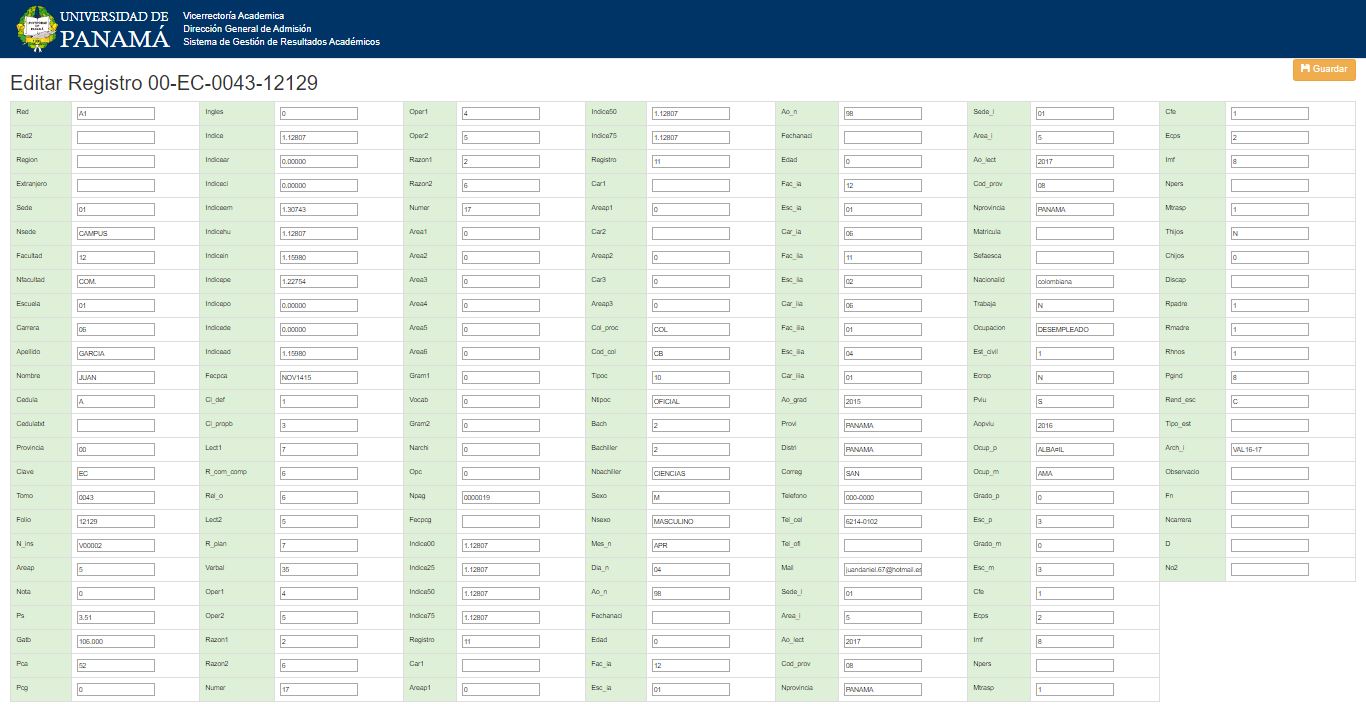 UNIVERSIDAD DE
PANAMÁ
Vicerrectoría Academica
Dirección General de Admisión
Sistema de Gestión de Resultados Académicos
Guardar
Editar Registro 00-EC-0043-12129
Red A1 Ingles 0 Oper1 4 Indice50 1.12807 Ao_n 98 Sede_i 01 Cfe 1
Red2 Indice 1.12807 Oper2 5 Indice75 1.12807 Fechanaci Area_i 5 Ecps 2
Region Indicear 0.00000 Razon1 2 Registro 11 Edad 0 Ao_lect 2017 Imf 8
Extranjero Indiceci 0.00000 Razon2 6 Car1 Fac_ia 12 Cod_prov 08 Npers
Sede 01 Indiceem 1.30743 Numer 17 Areap1 0 Esc_ia 01 Nprovincia PANAMA Mtrasp 1
Nsede CAMPUS Indicehu 1.12807 Area1 0 Car2 Car_ia 06 Matricula Thijos N
Facultad 12 Indicein 1.15980 Area2 0 Areap2 0 Fac_iia 11 Sefaesca Chijos 0
Nfacultad COM. Indicepe 1.22754 Area3 0 Car3 0 Esc_iia 02 Nacionalid colombiana Discap
Escuela 01 Indicepo 0.00000 Area4 0 Areap3 0 Car_iia 06 Trabaja N Rpadre 1
Carrera 06 Indicede 0.00000 Area5 0 Col_proc COL Fac_iiia 01 Ocupacion DESEMPLEADO Rmadre 1
Apellido GARCIA Indicead 1.15980 Area6 0 Cod_col CB Esc_iiia 04 Est_civil 1 Rhnos 1
Nombre JUAN Fecpca NOV1415 Gram1 0 Tipoc 10 Car_iiia 01 Ecrop N Pgind 8
Cedula A Cl_def 1 Vocab 0 Ntipoc OFICIAL Ao_grad 2015 Pviu S Rend_esc C
Cedulatxt Cl_propb 3 Gram2 0 Bach 2 Provi PANAMA Aopviu 2016 Tipo_est
Provincia 00 Lect1 7 Narchi 0 Bachiller 2 Distri PANAMA Ocup_p ALBA¤IL Arch_i VAL16-17
Clave EC R_com_comp 6 Opc 0 Nbachiller CIENCIAS Correg SAN Ocup_m AMA Observacio
Tomo 0043 Rel_o 6 Npag 0000019 Sexo M Telefono 000-0000 Grado_p 0 Fn
Folio 12129 Lect2 5 Fecpcg Nsexo MASCULINO Tel_cel 6214-0102 Esc_p 3 Ncarrera
N_ins V00002 R_plan 7 Indice00 1.12807 Mes_n APR Tel_ofi Grado_m 0 D
Areap 5 Verbal 35 Indice25 1.12807 Dia_n 04 Mail juandaniel.67@hotmail.es Esc_m 3 No2
Nota 0 Oper1 4 Indice50 1.12807 Ao_n 98 Sede_i 01 Cfe 1
Ps 3.51 Oper2 5 Indice75 1.12807 Fechanaci Area_i 5 Ecps 2
Gatb 106.000 Razon1 2 Registro 11 Edad 0 Ao_lect 2017 Imf 8
Pca 52 Razon2 6 Car1 Fac_ia 12 Cod_prov 08 Npers
Pcg 0 Numer 17 Areap1 0 Esc_ia 01 Nprovincia PANAMA Mtrasp 1